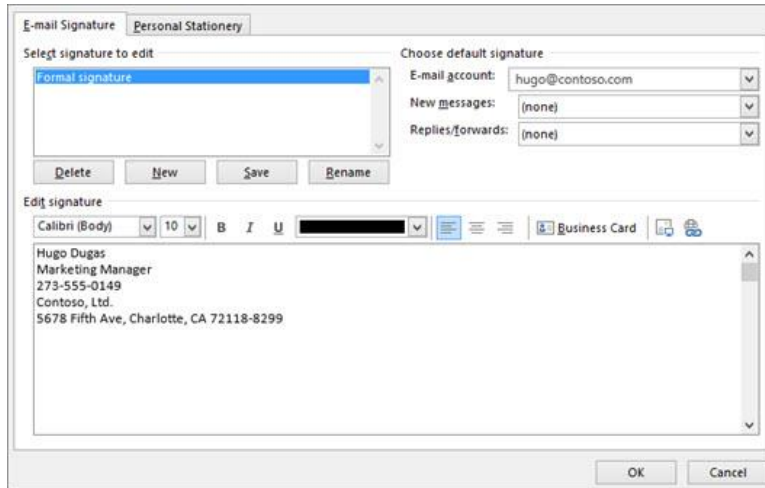 E-mail Signature Personal Stationery
Select signature to edit
Formal signature
Delete New Save Rename
Choose default signature
E-mail account: hugo@contoso.com
New messages: (none)
Replies/forwards: (none)
Edit signature
Calibri (Body) 10 B I U Business Card
Hugo Dugas
Marketing Manager
273-555-0149
Contoso, Ltd.
5678 Fifth Ave, Charlotte, CA 72118-8299
OK Cancel